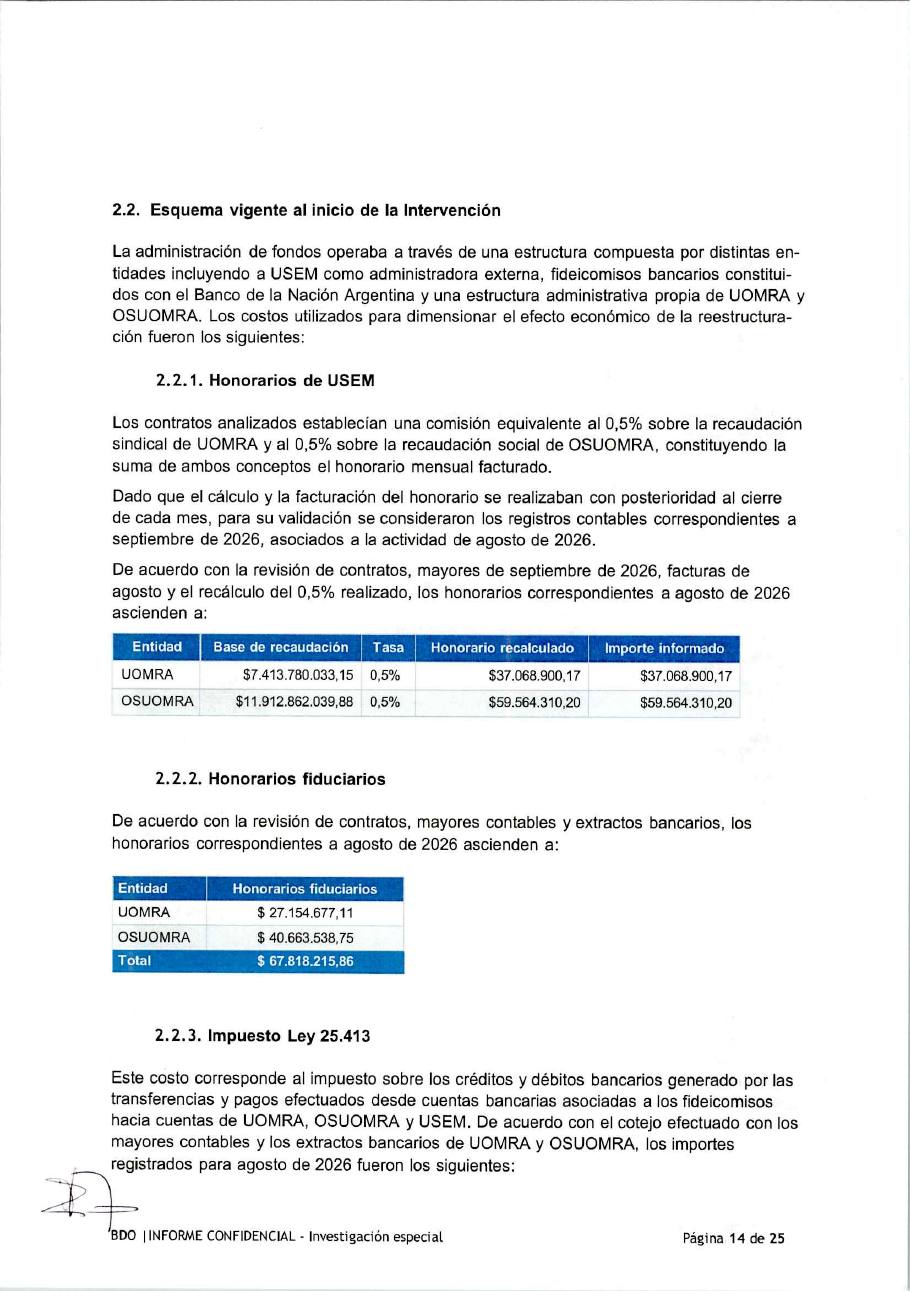 2.2. Esquema vigente al inicio de la Intervención
La administración de fondos operaba a través de una estructura compuesta por distintas en-
tidades incluyendo a USEM como administradora externa, fideicomisos bancarios constitui-
dos con el Banco de la Nación Argentina y una estructura administrativa propia de UOMRA y
OSUOMRA. Los costos utilizados para dimensionar el efecto económico de la reestructura-
ción fueron los siguientes:
2.2.1. Honorarios de USEM
Los contratos analizados establecían una comisión equivalente al 0,5% sobre la recaudación
sindical de UOMRA y al 0,5% sobre la recaudación social de OSUOMRA, constituyendo la
suma de ambos conceptos el honorario mensual facturado.
Dado que el cálculo y la facturación del honorario se realizaban con posterioridad al cierre
de cada mes, para su validación se consideraron los registros contables correspondientes a
septiembre de 2026, asociados a la actividad de agosto de 2026.
De acuerdo con la revisión de contratos, mayores de septiembre de 2026, facturas de
agosto y el recálculo del 0,5% realizado, los honorarios correspondientes a agosto de 2026
ascienden a:
Entidad Base de recaudación Tasa Honorario recalculado Importe informado
UOMRA $7.413.780.033,15 0,5% $37.068.900,17 $37.068.900,17
OSUOMRA $11.912.862.039,88 0,5% $59.564.310,20 $59.564.310,20
2.2.2. Honorarios fiduciarios
De acuerdo con la revisión de contratos, mayores contables y extractos bancarios, los
honorarios correspondientes a agosto de 2026 ascienden a:
Entidad Honorarios fiduciarios
UOMRA $ 27.154.677,11
OSUOMRA $ 40.663.538,75
Total $ 67.818.215,86
2.2.3. Impuesto Ley 25.413
Este costo corresponde al impuesto sobre los créditos y débitos bancarios generado por las
transferencias y pagos efectuados desde cuentas bancarias asociadas a los fideicomisos
hacia cuentas de UOMRA, OSUOMRA y USEM. De acuerdo con el cotejo efectuado con los
mayores contables y los extractos bancarios de UOMRA y OSUOMRA, los importes
registrados para agosto de 2026 fueron los siguientes:
BDO | INFORME CONFIDENCIAL - Investigación especial Página 14 de 25